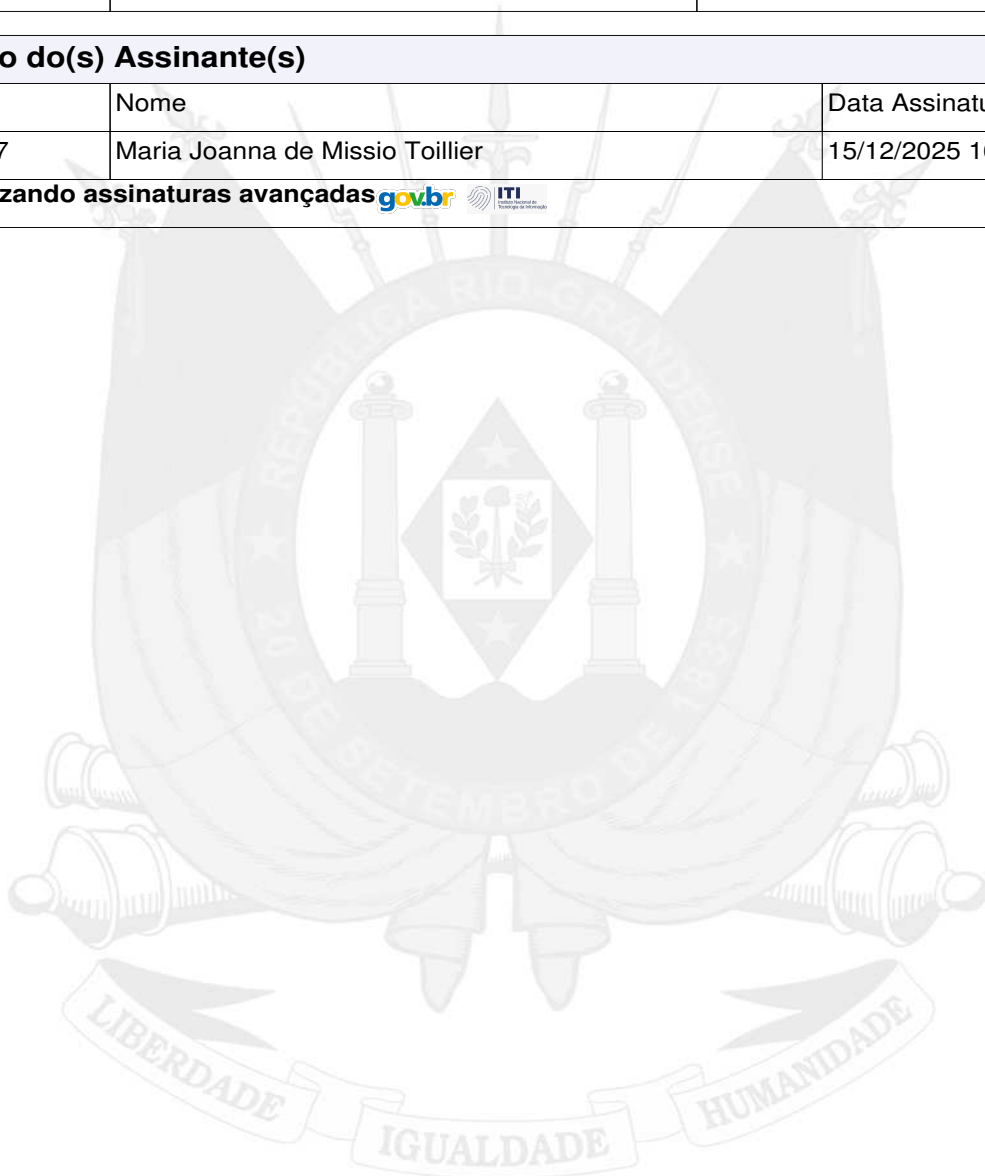 o do(s) Assinante(s)
Nome Data Assinatu
7 Maria Joanna de Missio Toillier 15/12/2025 1
zando assinaturas avançadas gov.br ITI
REPÚBLICA RIO-GRANDENSE
20 DE SETEMBRO DE 1835
LIBERDADE IGUALDADE HUMANIDADE